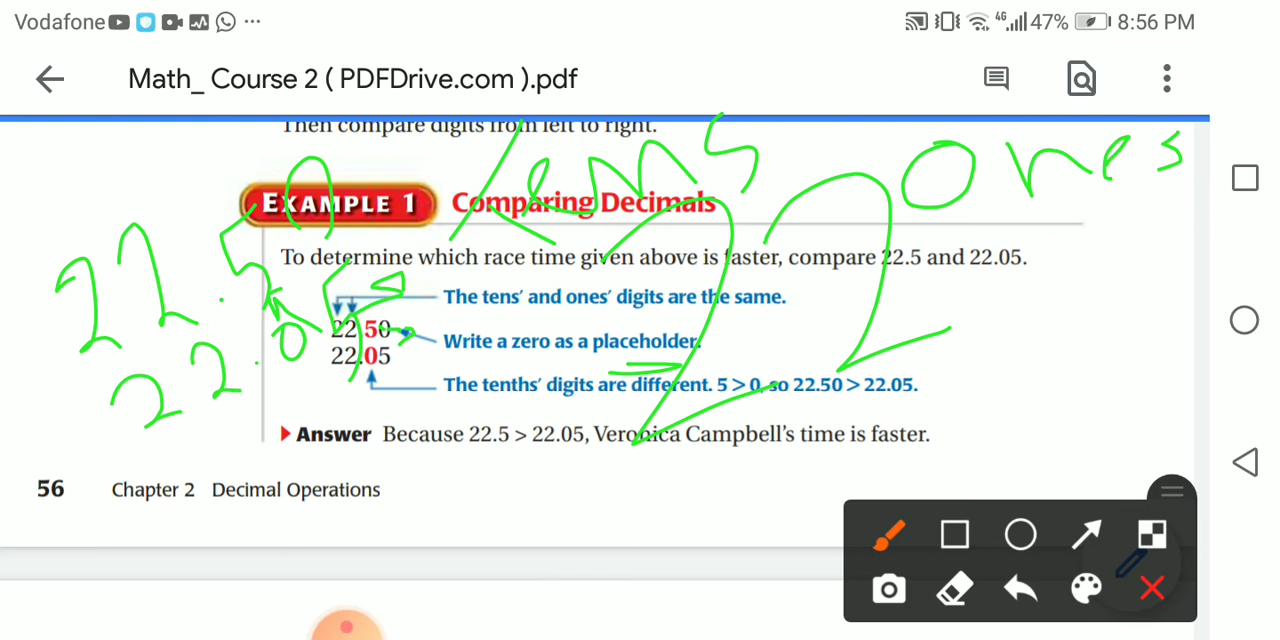 Vodafone ... 4G 47% 8:56 PM
Math_ Course 2 ( PDFDrive.com ).pdf
Then compare digits from left to right.
tens ones
EXAMPLE 1 Comparing Decimals
22
22.50
To determine which race time given above is faster, compare 22.5 and 22.05.
The tens' and ones' digits are the same.
22.05
22.50
Write a zero as a placeholder.
22.05
The tenths' digits are different. 5 > 0, so 22.50 > 22.05.
Answer Because 22.5 > 22.05, Veronica Campbell's time is faster.
56 Chapter 2 Decimal Operations